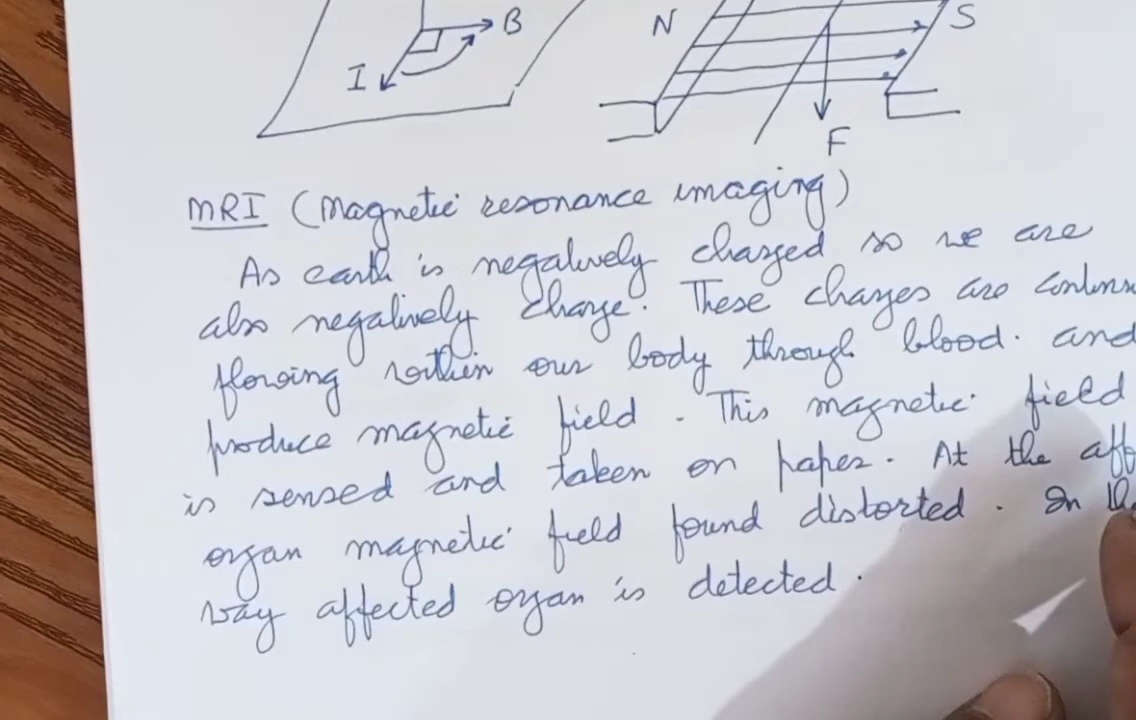 B
N
S
I
F
MRI (Magnetic resonance imaging)
As earth is negatively charged so we are
also negatively charge. These charges are
flowing within our body through blood. and
produce magnetic field. This magnetic field
is sensed and taken on paper. At the
organ magnetic field found distorted. In
way affected organ is detected.